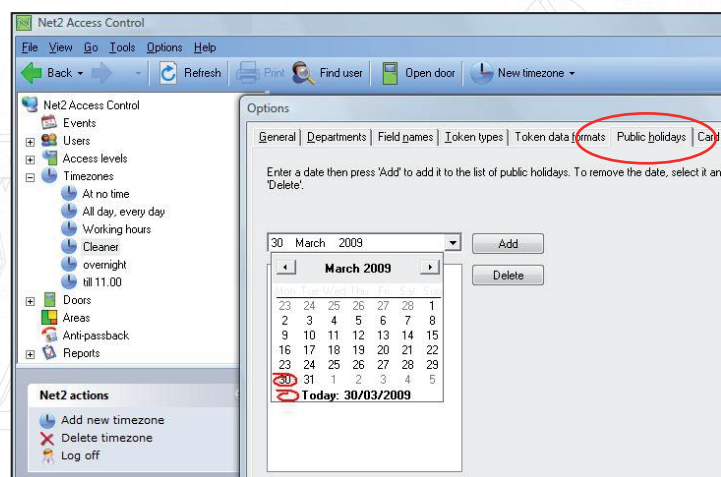 Net2 Access Control
File View Go Tools Options Help
Back Refresh Print Find user Open door New timezone
Net2 Access Control
Events
Users
Access levels
Timezones
At no time
All day, every day
Working hours
Cleaner
overnight
till 11.00
Doors
Areas
Anti-passback
Reports
Net2 actions
Add new timezone
Delete timezone
Log off
Options
General Departments Field names Token types Token data formats Public holidays Card
Enter a date then press 'Add' to add it to the list of public holidays. To remove the date, select it an
'Delete'.
30 March 2009 Add
Delete
March 2009
Mon Tue Wed Thu Fri Sat Sun
23 24 25 26 27 28 1
2 3 4 5 6 7 8
9 10 11 12 13 14 15
16 17 18 19 20 21 22
23 24 25 26 27 28 29
30 31 1 2 3 4 5
Today: 30/03/2009